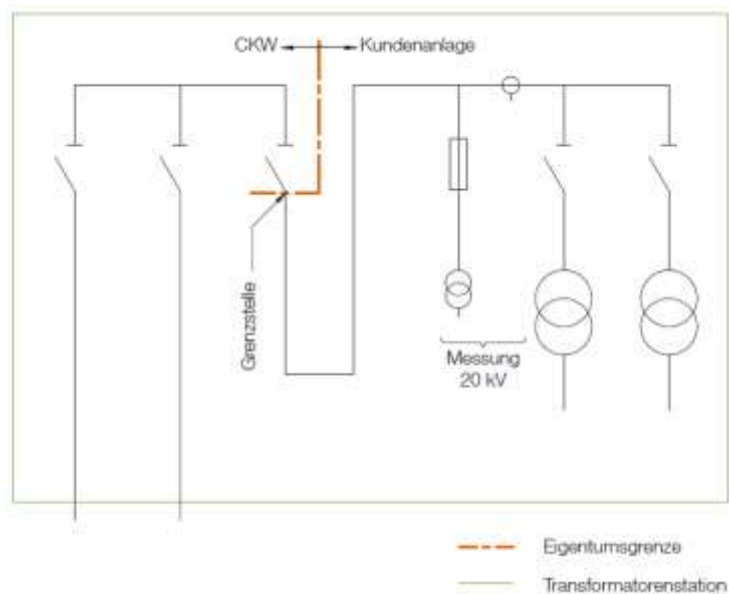 CKW Kundenanlage
Grenzstelle
Messung
20 kV
Eigentumsgrenze
Transformatorenstation